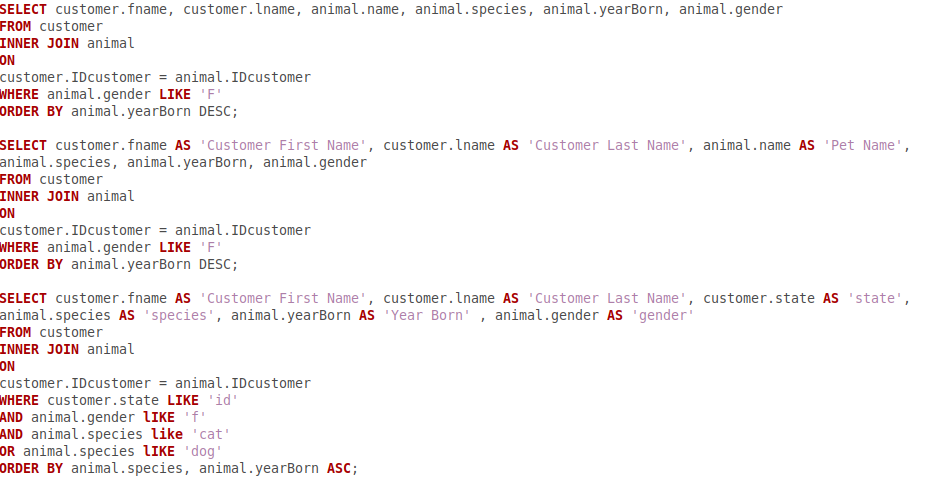 SELECT customer.fname, customer.lname, animal.name, animal.species, animal.yearBorn, animal.gender
FROM customer
INNER JOIN animal
ON
customer.IDcustomer = animal.IDcustomer
WHERE animal.gender LIKE 'F'
ORDER BY animal.yearBorn DESC;

SELECT customer.fname AS 'Customer First Name', customer.lname AS 'Customer Last Name', animal.name AS 'Pet Name',
animal.species, animal.yearBorn, animal.gender
FROM customer
INNER JOIN animal
ON
customer.IDcustomer = animal.IDcustomer
WHERE animal.gender LIKE 'F'
ORDER BY animal.yearBorn DESC;

SELECT customer.fname AS 'Customer First Name', customer.lname AS 'Customer Last Name', customer.state AS 'state',
animal.species AS 'species', animal.yearBorn AS 'Year Born' , animal.gender AS 'gender'
FROM customer
INNER JOIN animal
ON
customer.IDcustomer = animal.IDcustomer
WHERE customer.state LIKE 'id'
AND animal.gender lIKE 'f'
AND animal.species like 'cat'
OR animal.species lIKE 'dog'
ORDER BY animal.species, animal.yearBorn ASC;